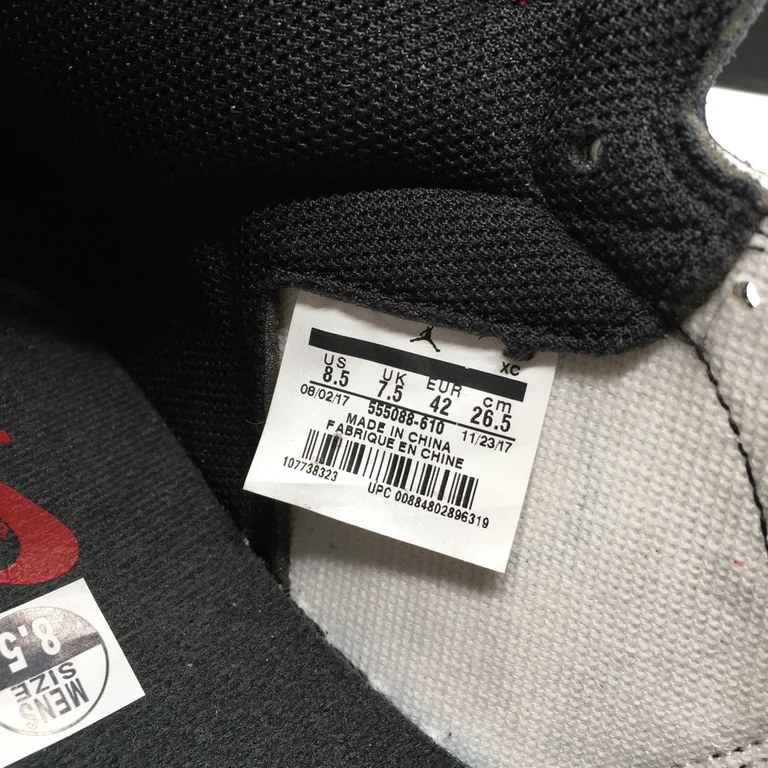 XC
US UK EUR cm
8.5 7.5 42 26.5
08/02/17 555088-610 11/23/17
MADE IN CHINA
FABRIQUE EN CHINE
107738323 UPC 00884802896319
8.5
MENS
SIZE